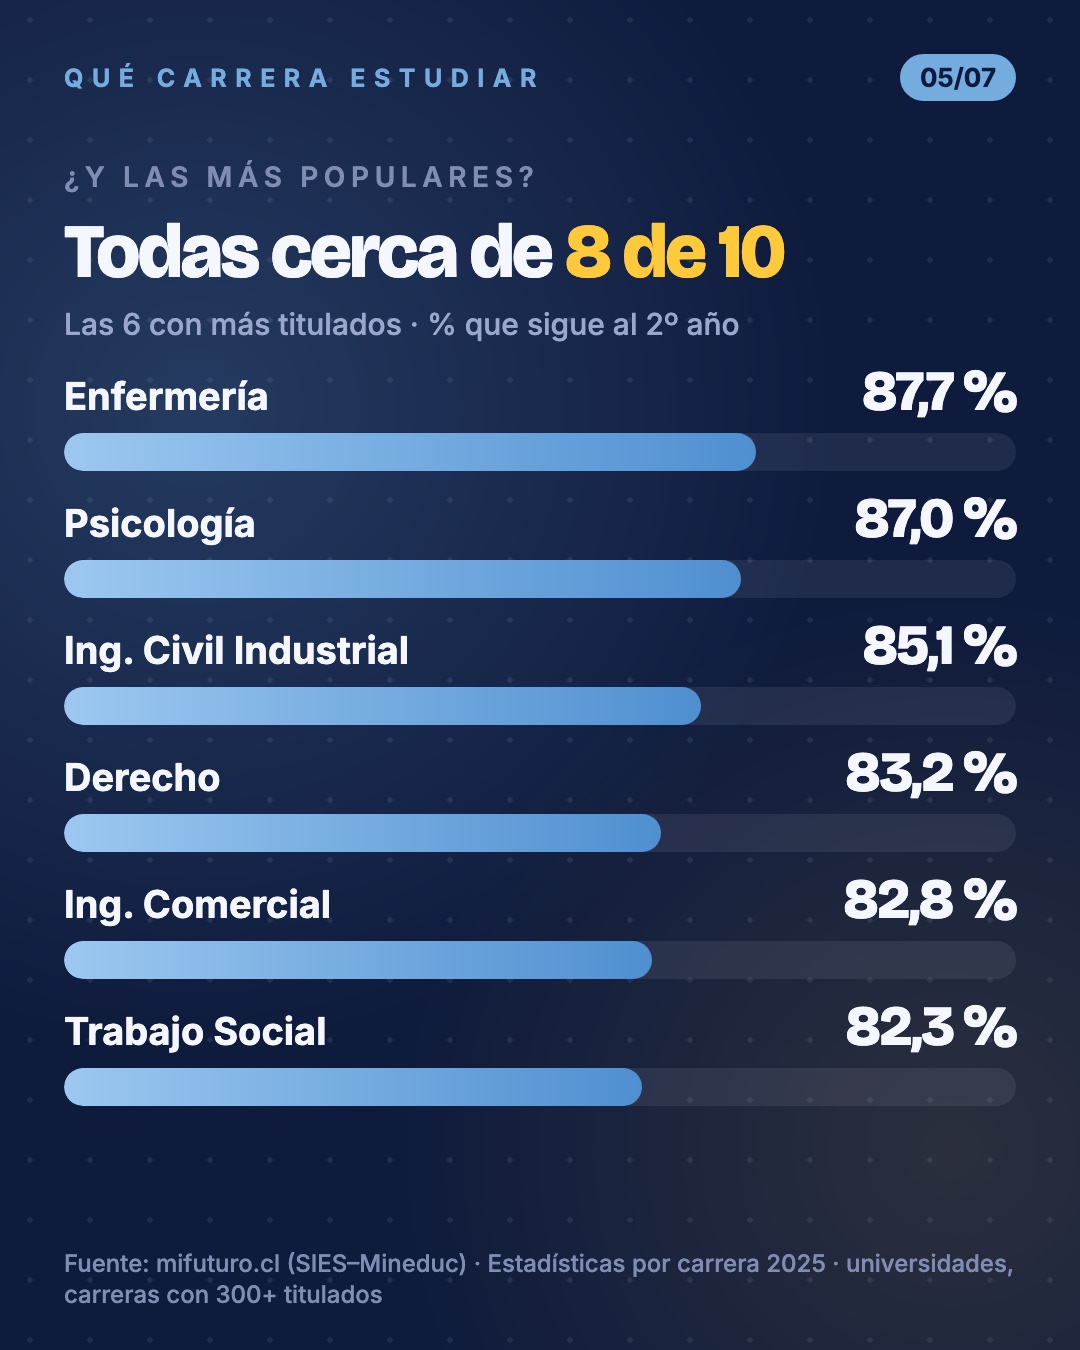 QUÉ CARRERA ESTUDIAR
05/07
¿Y LAS MÁS POPULARES?
Todas cerca de 8 de 10
Las 6 con más titulados · % que sigue al 2º año
Enfermería
87,7 %
Psicología
87,0 %
Ing. Civil Industrial
85,1 %
Derecho
83,2 %
Ing. Comercial
82,8 %
Trabajo Social
82,3 %
Fuente: mifuturo.cl (SIES–Mineduc) · Estadísticas por carrera 2025 · universidades,
carreras con 300+ titulados